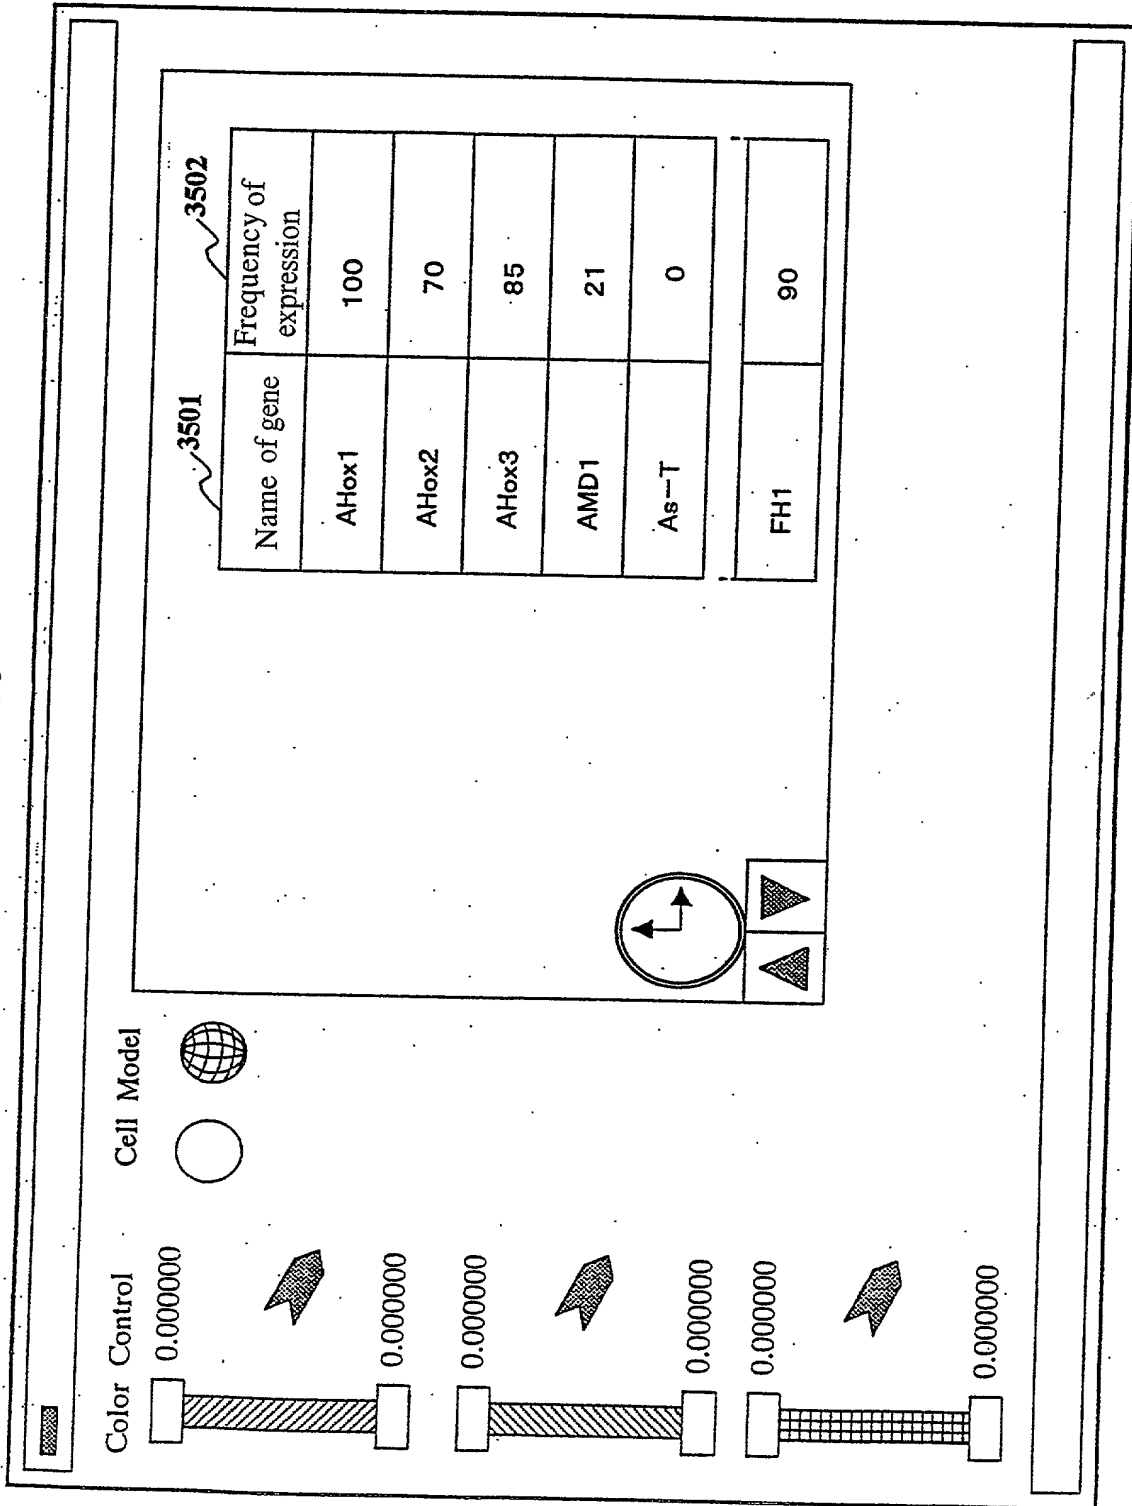 Color Control
Cell Model
0.000000
0.000000
0.000000
0.000000
0.000000
0.000000
3501
3502
Name of gene
Frequency of
expression
AHox1
100
AHox2
70
AHox3
85
AMD1
21
As—T
0
FH1
90